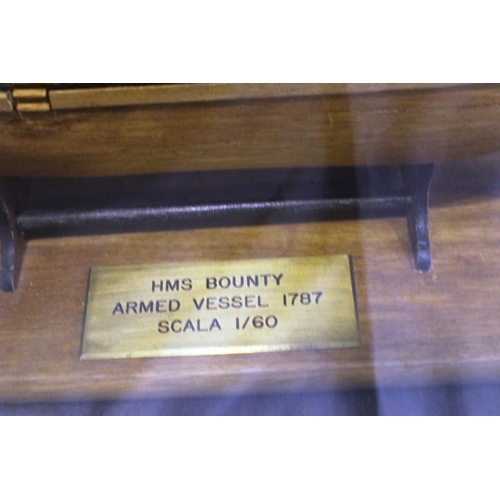 HMS BOUNTY
ARMED VESSEL 1787
SCALA 1/60